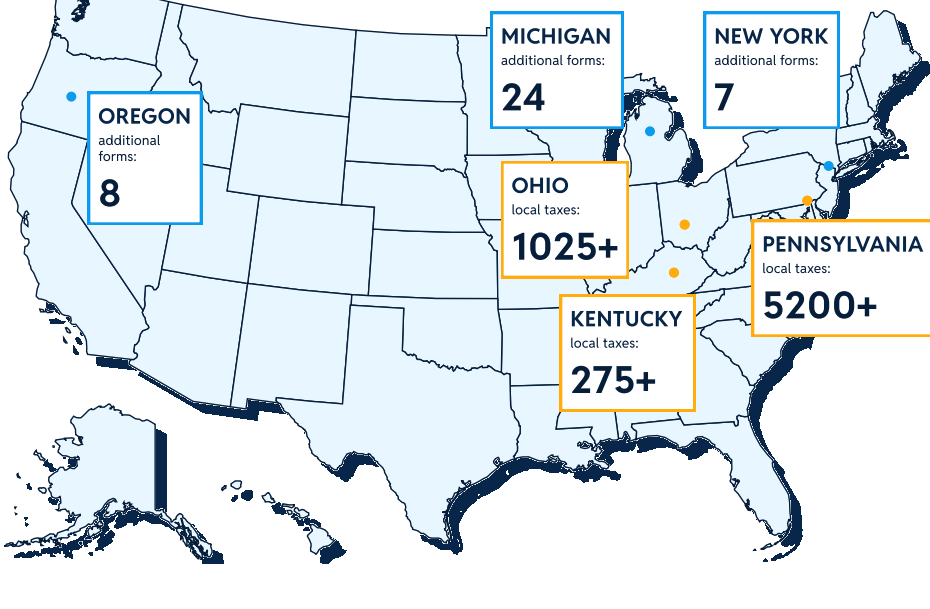 MICHIGAN
additional forms:
24
NEW YORK
additional forms:
7
OREGON
additional
forms:
8
OHIO
local taxes:
1025+
PENNSYLVANIA
local taxes:
5200+
KENTUCKY
local taxes:
275+